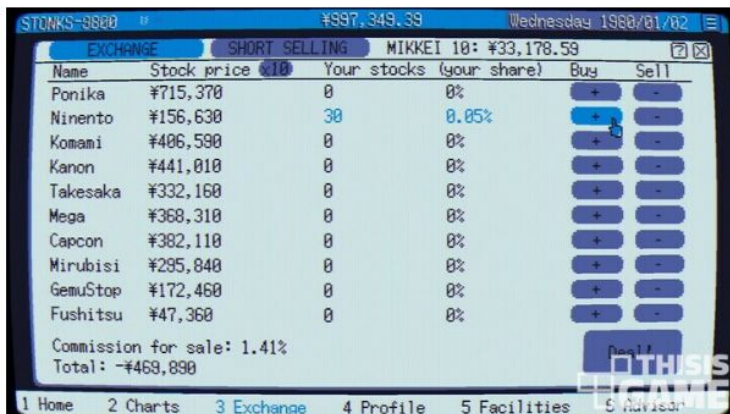 STONKS-9800 ¥997,349.39 Wednesday 1980/01/02
EXCHANGE SHORT SELLING MIKKEI 10: ¥33,178.59 ?
Name Stock price x10 Your stocks (your share) Buy Sell
Ponika ¥715,370 0 0% + -
Ninento ¥156,630 30 0.05% + -
Komami ¥406,590 0 0% + -
Kanon ¥441,010 0 0% + -
Takesaka ¥332,160 0 0% + -
Mega ¥368,310 0 0% + -
Capcon ¥382,110 0 0% + -
Mirubisi ¥295,840 0 0% + -
GemuStop ¥172,460 0 0% + -
Fushitsu ¥47,360 0 0% + -
Commission for sale: 1.41%
Total: -¥469,890
Deal!
THISIS
GAME
1 Home 2 Charts 3 Exchange 4 Profile 5 Facilities 6 Advisor